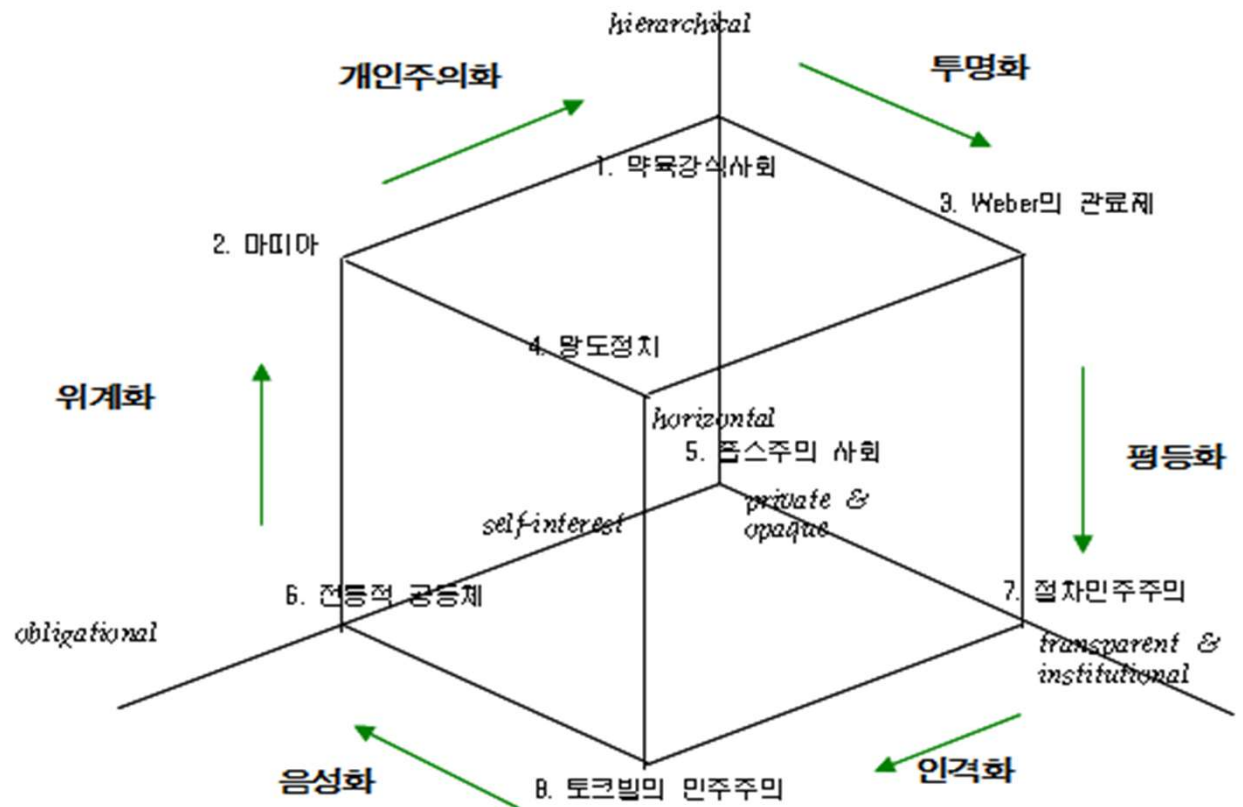 hierarchical
개인주의화
투명화
1. 약육강식사회
3. Weber의 관료제
2. 마피아
4. 망도정치
위계화
horizontal
5. 홉스주의 사회
평등화
self-interest
private &
opaque
6. 전통적 공동체
7. 절차민주주의
obligational
transparent &
institutional
음성화
인격화
8. 토크빌의 민주주의